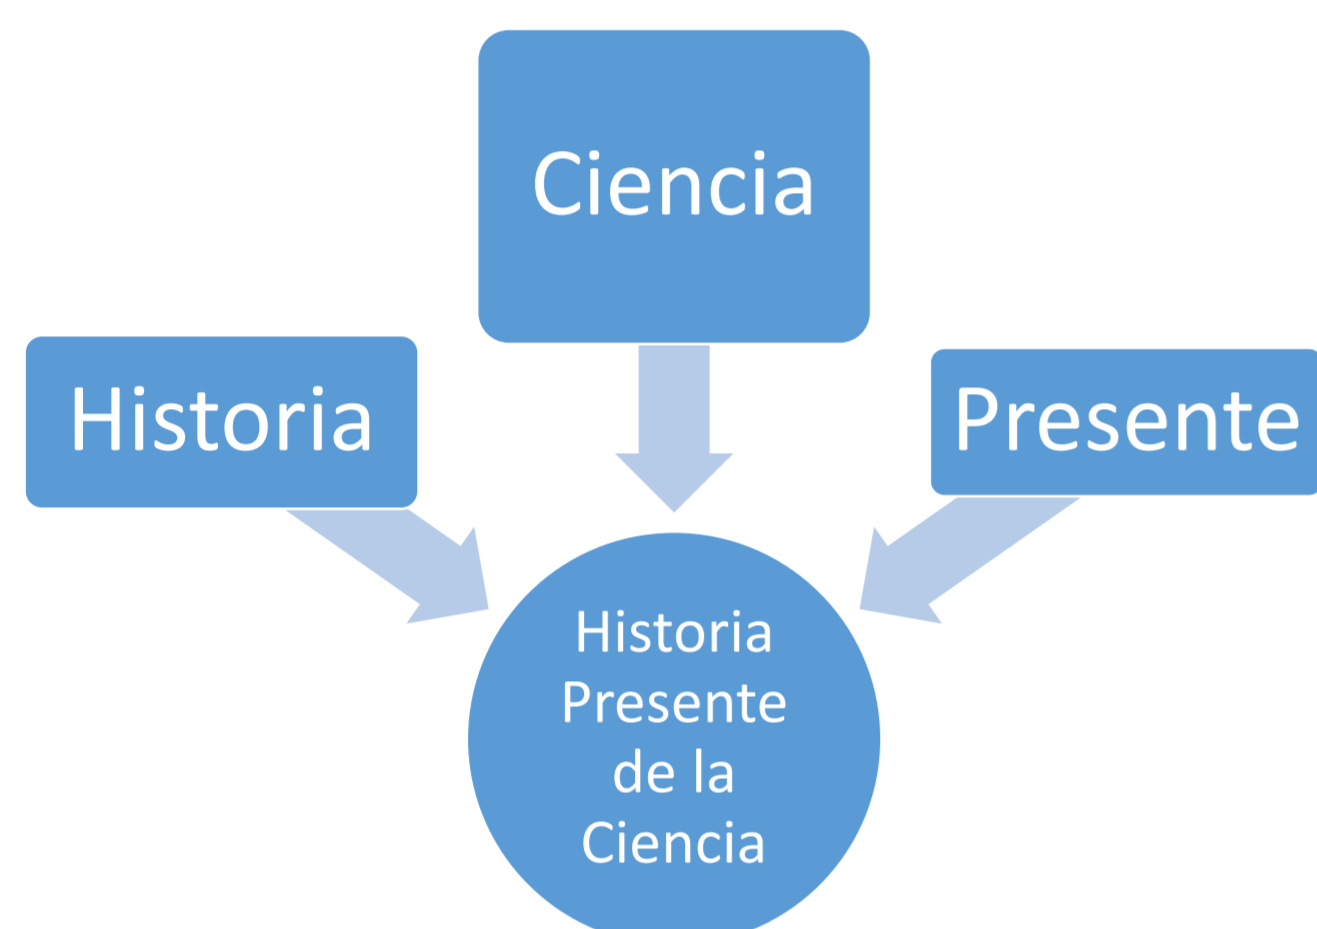 Ciencia
Historia
Presente
Historia
Presente
de la
Ciencia